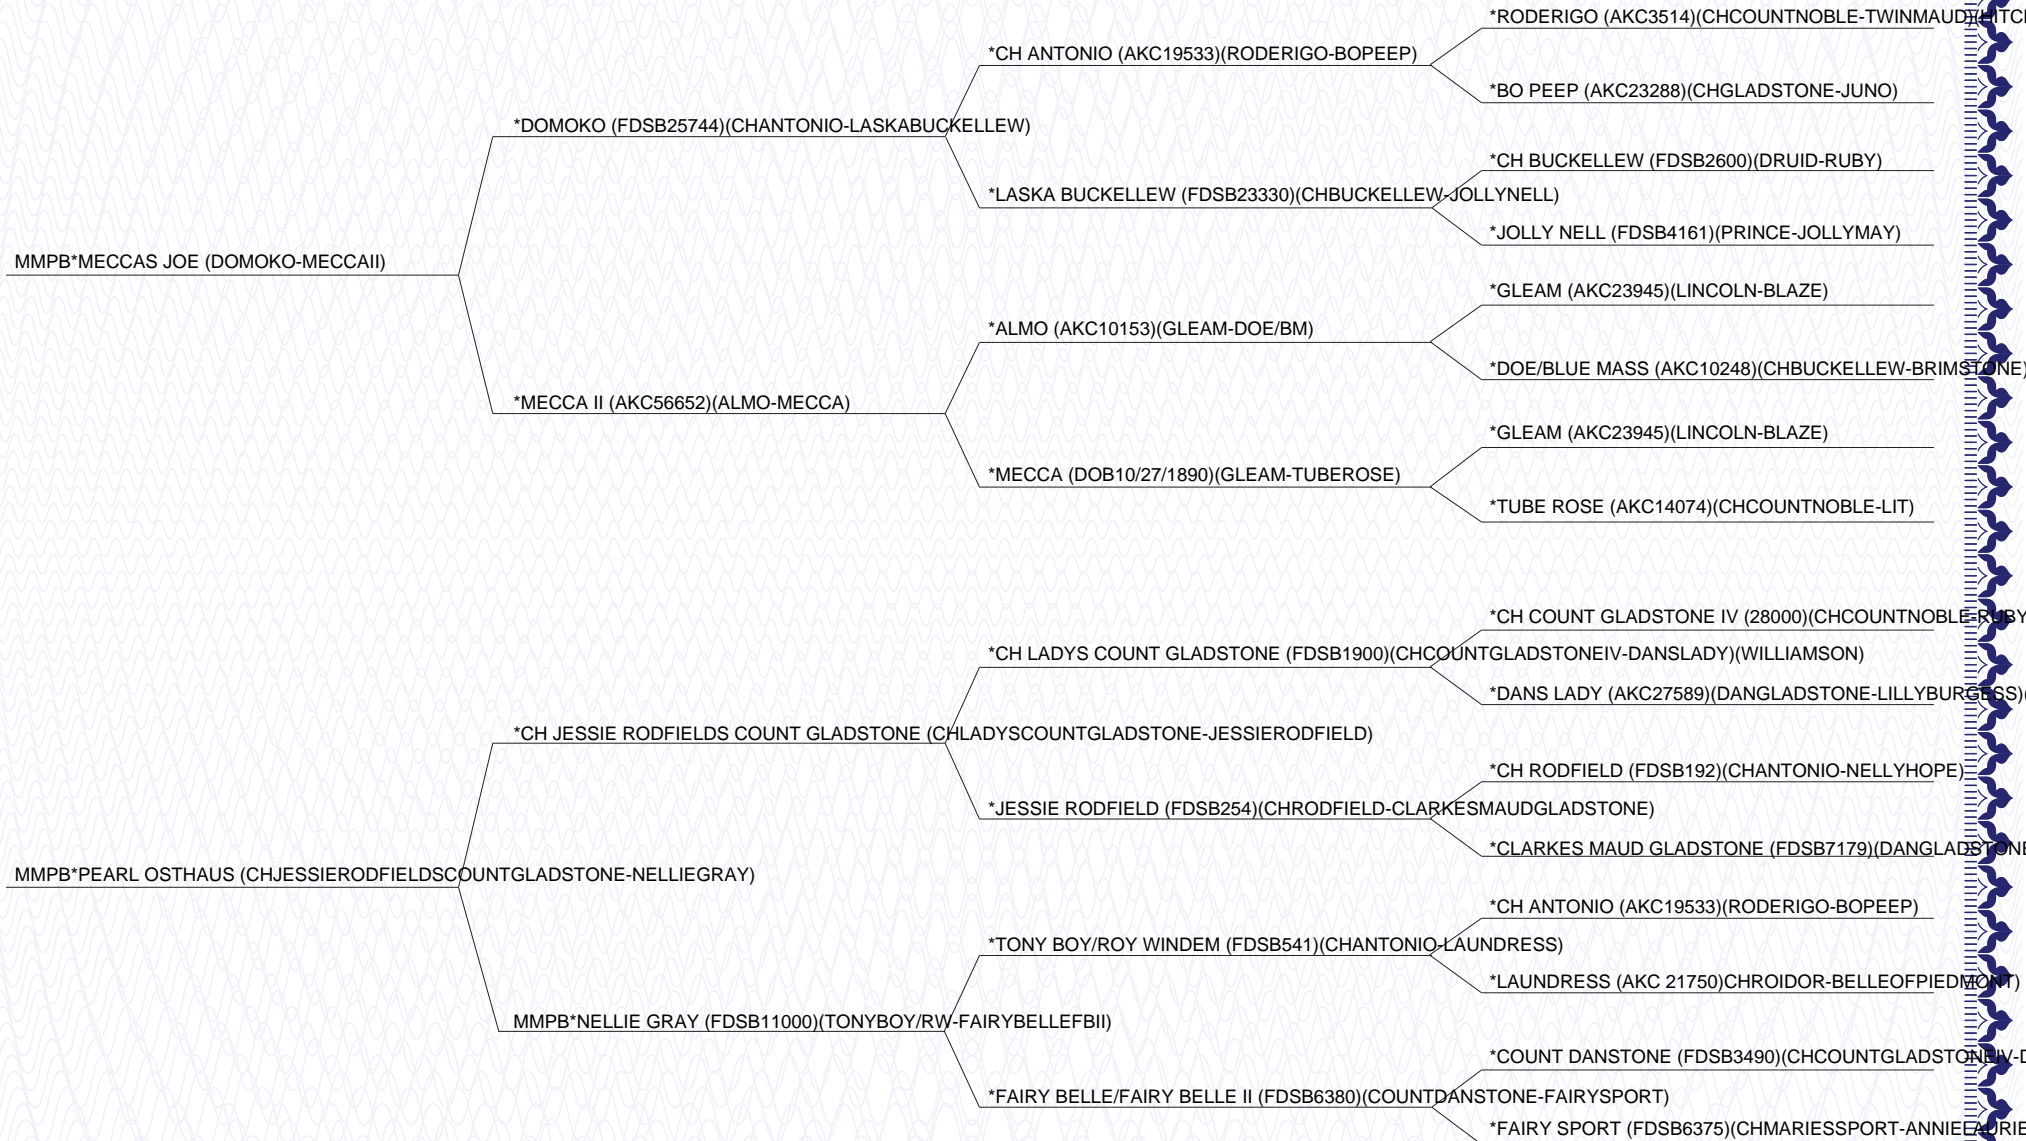 *RODERIGO (AKC3514)(CHCOUNTNOBLE-TWINMAUD)
*CH ANTONIO (AKC19533)(RODERIGO-BOPEEP)
*BO PEEP (AKC23288)(CHGLADSTONE-JUNO)
*DOMOKO (FDSB25744)(CHANTONIO-LASKABUCKELLEW)
*CH BUCKELLEW (FDSB2600)(DRUID-RUBY)
*LASKA BUCKELLEW (FDSB23330)(CHBUCKELLEW-JOLLYNELL)
*JOLLY NELL (FDSB4161)(PRINCE-JOLLYMAY)
MMPB*MECCAS JOE (DOMOKO-MECCAII)
*GLEAM (AKC23945)(LINCOLN-BLAZE)
*ALMO (AKC10153)(GLEAM-DOE/BM)
*DOE/BLUE MASS (AKC10248)(CHBUCKELLEW-BRIMSTONE)
*MECCA II (AKC56652)(ALMO-MECCA)
*GLEAM (AKC23945)(LINCOLN-BLAZE)
*MECCA (DOB10/27/1890)(GLEAM-TUBEROSE)
*TUBE ROSE (AKC14074)(CHCOUNTNOBLE-LIT)
*CH COUNT GLADSTONE IV (28000)(CHCOUNTNOBLE-RUBY
*CH LADYS COUNT GLADSTONE (FDSB1900)(CHCOUNTGLADSTONEIV-DANSLADY)(WILLIAMSON)
*DANS LADY (AKC27589)(DANGLADSTONE-LILLYBURGESS)(
*CH JESSIE RODFIELDS COUNT GLADSTONE (CHLADYSCOUNTGLADSTONE-JESSIERODFIELD)
*CH RODFIELD (FDSB192)(CHANTONIO-NELLYHOPE)
*JESSIE RODFIELD (FDSB254)(CHRODFIELD-CLARKESMAUDGLADSTONE)
*CLARKES MAUD GLADSTONE (FDSB7179)(DANGLADSTONE
MMPB*PEARL OSTHAUS (CHJESSIERODFIELDSCOUNTGLADSTONE-NELLIEGRAY)
*CH ANTONIO (AKC19533)(RODERIGO-BOPEEP)
*TONY BOY/ROY WINDEM (FDSB541)(CHANTONIO-LAUNDRESS)
*LAUNDRESS (AKC 21750)CHROIDOR-BELLEOFPIEDMONT)
MMPB*NELLIE GRAY (FDSB11000)(TONYBOY/RW-FAIRYBELLEFBII)
*COUNT DANSTONE (FDSB3490)(CHCOUNTGLADSTONEIV-D
*FAIRY BELLE/FAIRY BELLE II (FDSB6380)(COUNTDANSTONE-FAIRYSPORT)
*FAIRY SPORT (FDSB6375)(CHMARIESSPORT-ANNIELAURIE